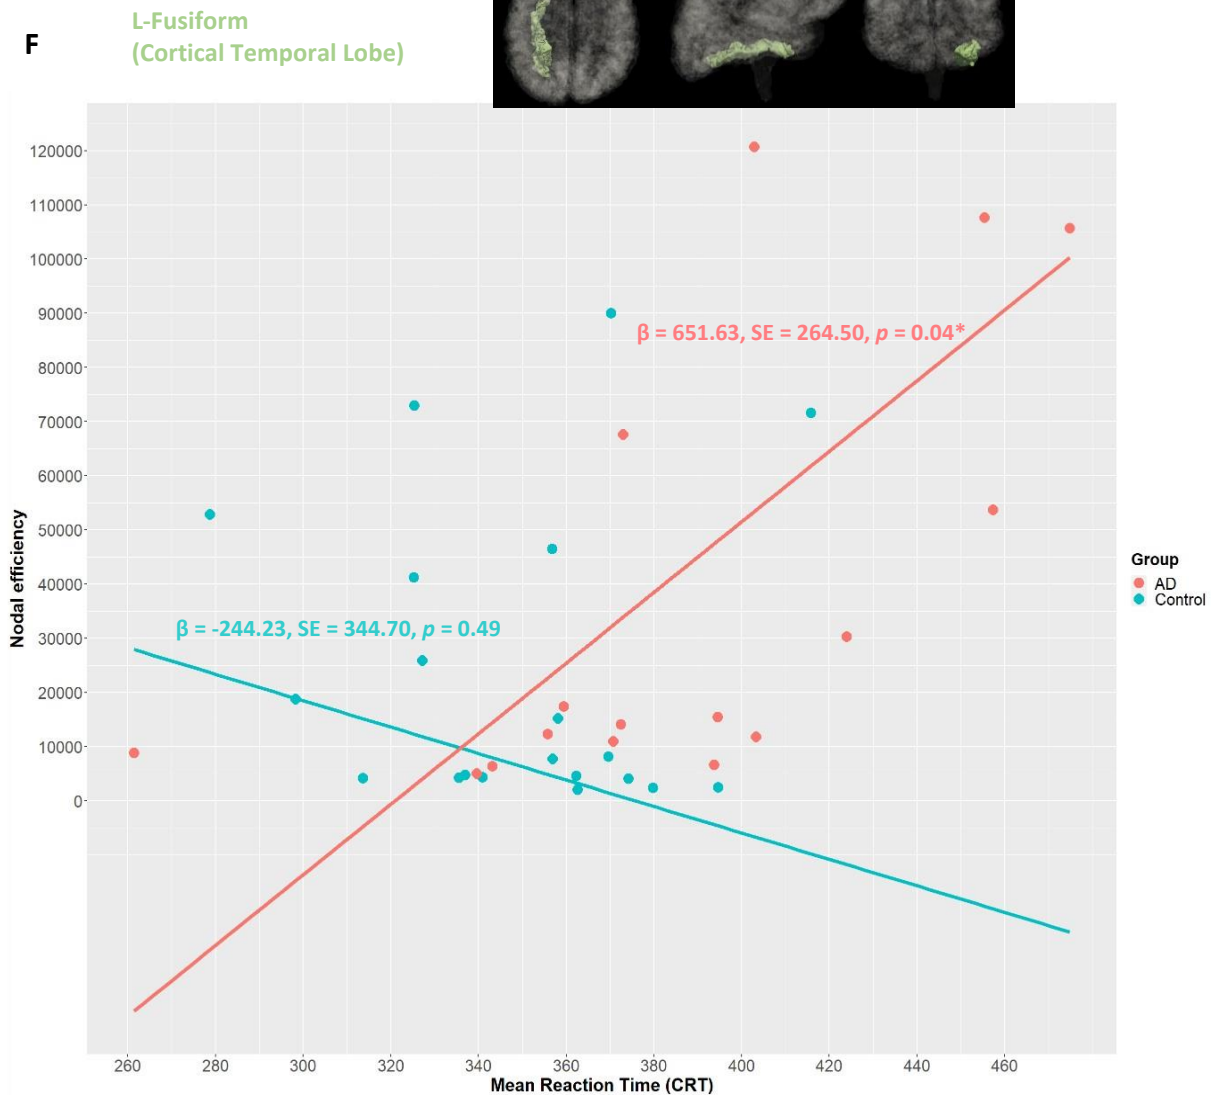 F
L-Fusiform
(Cortical Temporal Lobe)
120000
110000
100000
90000
80000
70000
60000
50000
40000
30000
20000
10000
0
Nodal efficiency
β = 651.63, SE = 264.50, p = 0.04*
β = -244.23, SE = 344.70, p = 0.49
Group
AD
Control
260 280 300 320 340 360 380 400 420 440 460
Mean Reaction Time (CRT)